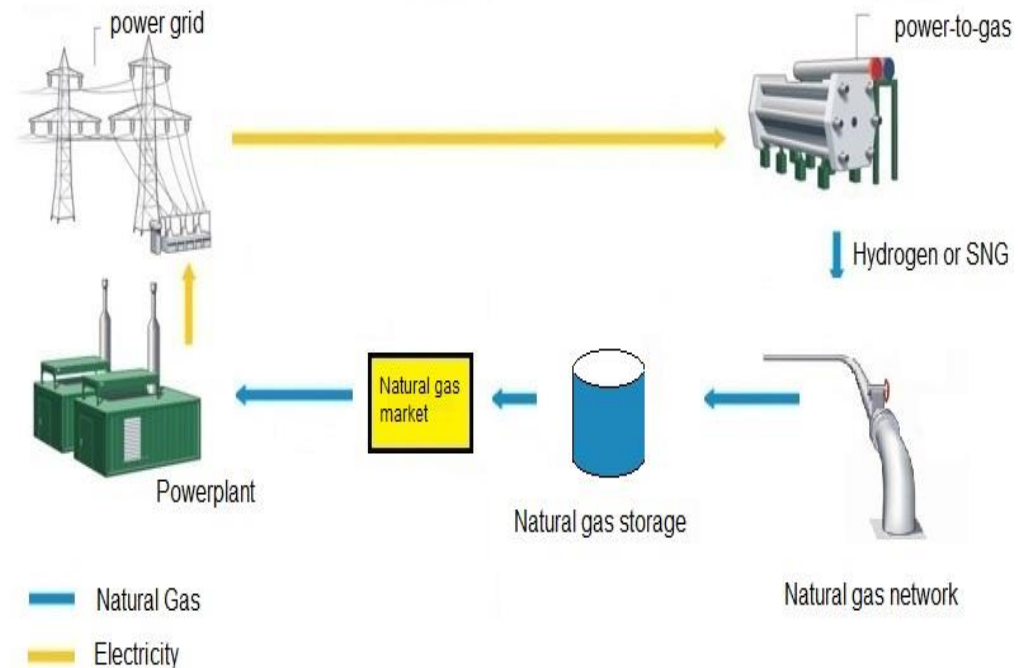 power grid
power-to-gas
Hydrogen or SNG
Natural gas
market
Powerplant
Natural gas storage
Natural gas network
Natural Gas
Electricity